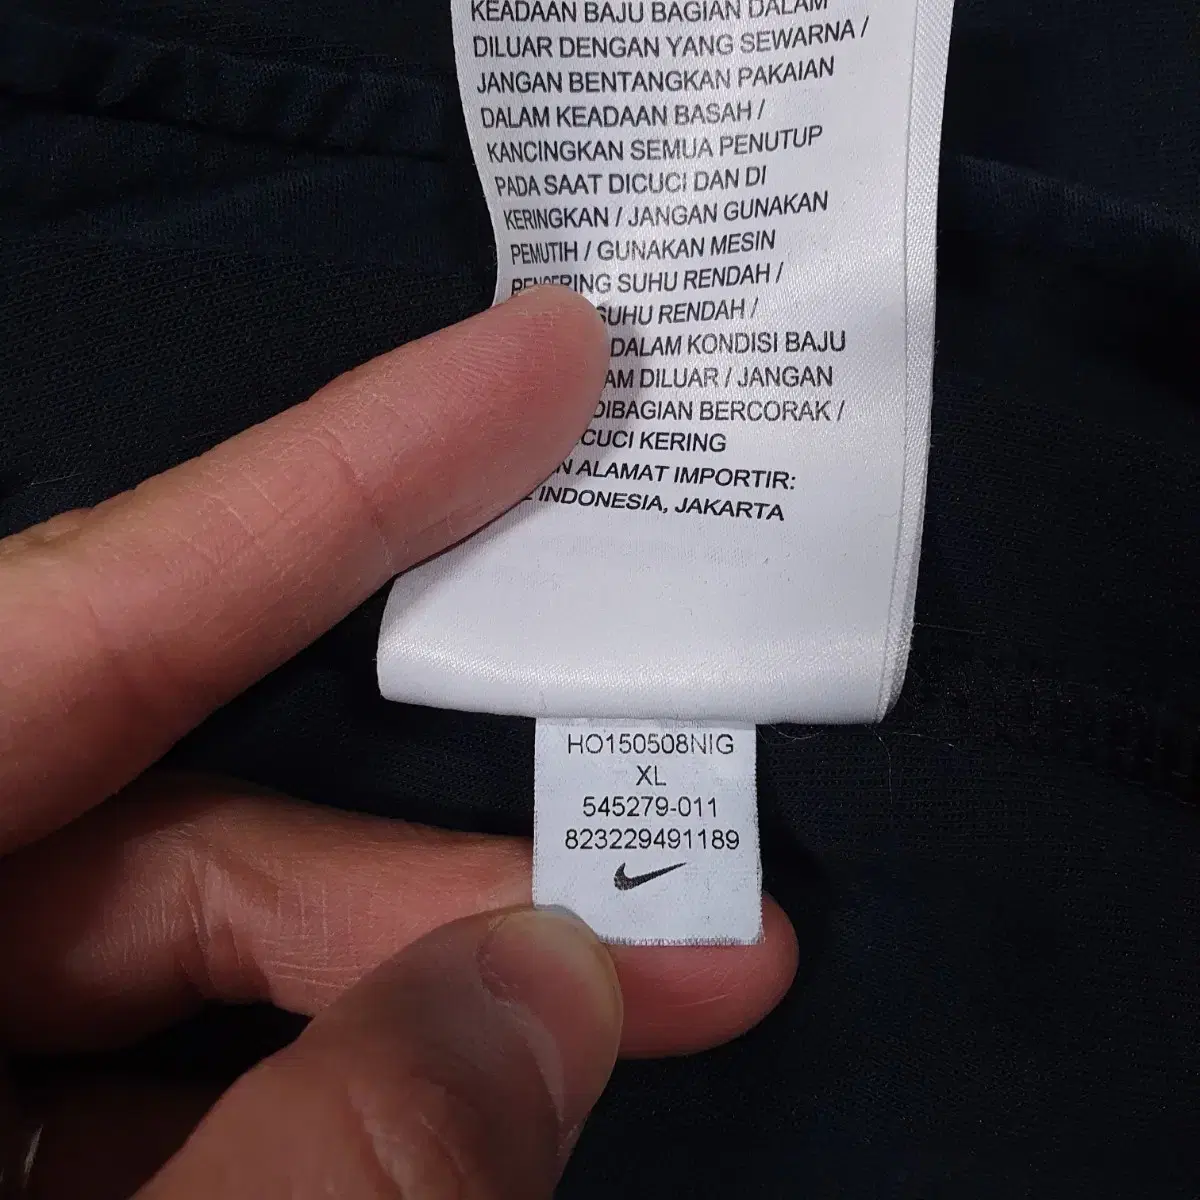 KEADAAN BAJU BAGIAN DALAM
DILUAR DENGAN YANG SEWARNA /
JANGAN BENTANGKAN PAKAIAN
DALAM KEADAAN BASAH /
KANCINGKAN SEMUA PENUTUP
PADA SAAT DICUCI DAN DI
KERINGKAN / JANGAN GUNAKAN
PEMUTIH / GUNAKAN MESIN
PENGERING SUHU RENDAH /
SUHU RENDAH /
DALAM KONDISI BAJU
DILUAR / JANGAN
DIBAGIAN BERCORAK /
CUCI KERING
ALAMAT IMPORTIR:
INDONESIA, JAKARTA
HO150508NIG
XL
545279-011
823229491189